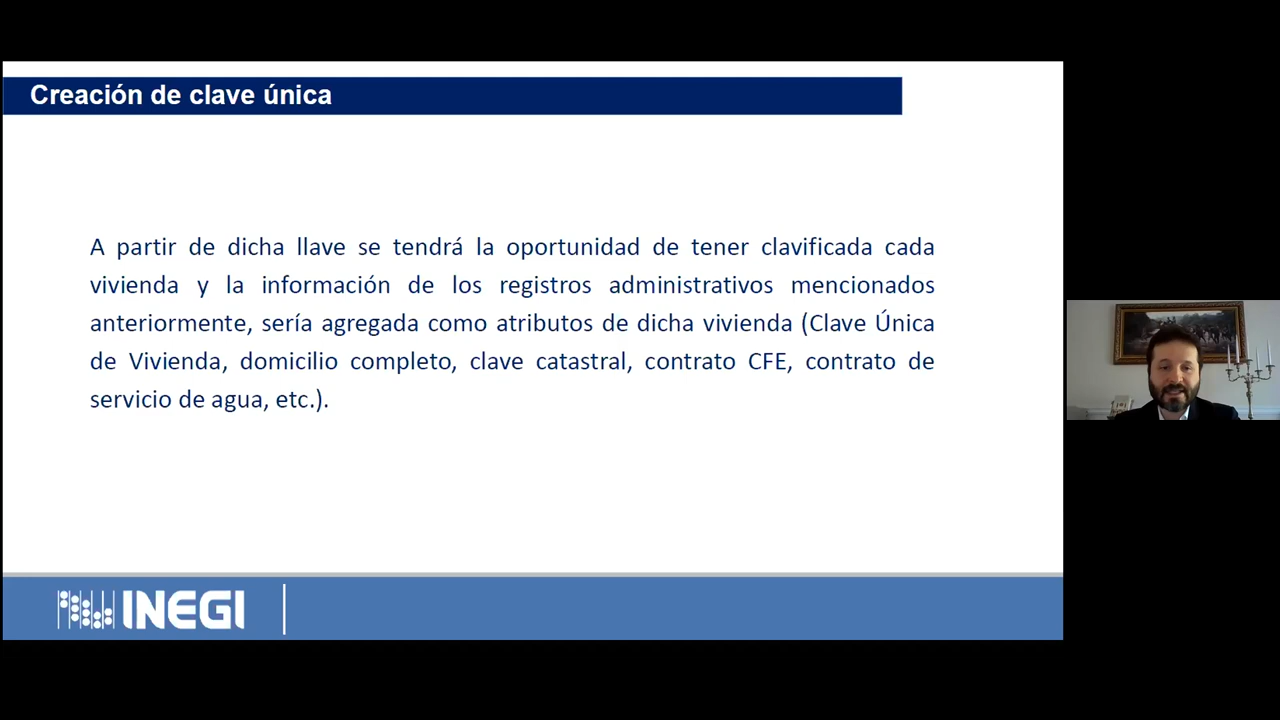 Creación de clave única
A partir de dicha llave se tendrá la oportunidad de tener clavificada cada
vivienda y la información de los registros administrativos mencionados
anteriormente, sería agregada como atributos de dicha vivienda (Clave Única
de Vivienda, domicilio completo, clave catastral, contrato CFE, contrato de
servicio de agua, etc.).
INEGI